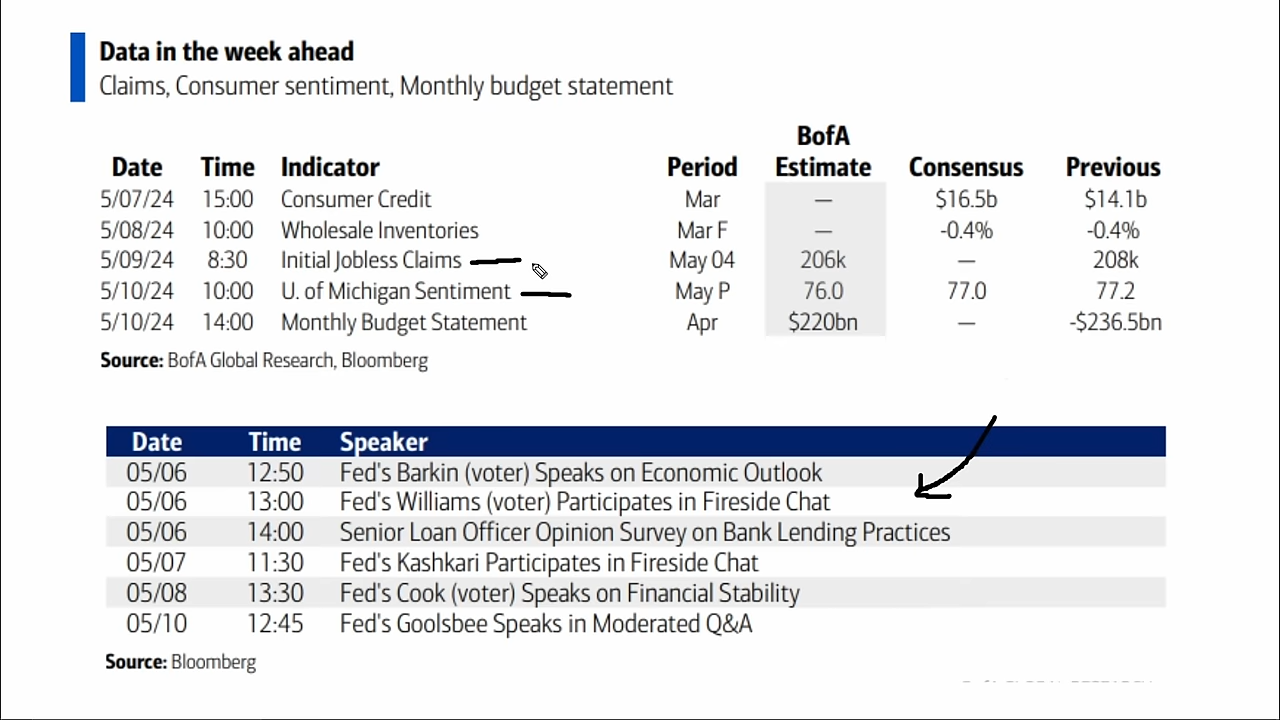 Data in the week ahead
Claims, Consumer sentiment, Monthly budget statement
BofA
Date Time Indicator Period Estimate Consensus Previous
5/07/24 15:00 Consumer Credit Mar — $16.5b $14.1b
5/08/24 10:00 Wholesale Inventories Mar F — -0.4% -0.4%
5/09/24 8:30 Initial Jobless Claims May 04 206k — 208k
5/10/24 10:00 U. of Michigan Sentiment May P 76.0 77.0 77.2
5/10/24 14:00 Monthly Budget Statement Apr $220bn — -$236.5bn
Source: BofA Global Research, Bloomberg
Date Time Speaker
05/06 12:50 Fed's Barkin (voter) Speaks on Economic Outlook
05/06 13:00 Fed's Williams (voter) Participates in Fireside Chat
05/06 14:00 Senior Loan Officer Opinion Survey on Bank Lending Practices
05/07 11:30 Fed's Kashkari Participates in Fireside Chat
05/08 13:30 Fed's Cook (voter) Speaks on Financial Stability
05/10 12:45 Fed's Goolsbee Speaks in Moderated Q&A
Source: Bloomberg